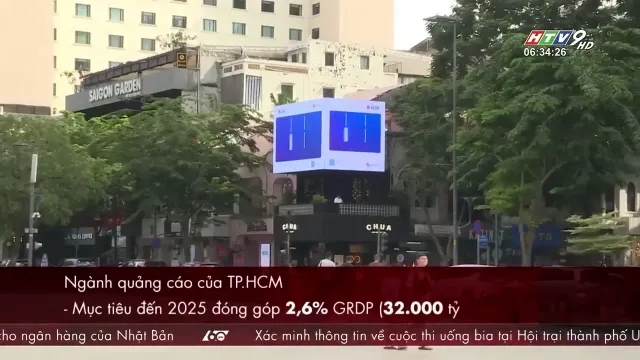 HTV9 HD
06:34:26
SAIGON GARDEN
CHUA
Ngành quảng cáo của TP.HCM
- Mục tiêu đến 2025 đóng góp 2,6% GRDP (32.000 tỷ
cho ngân hàng của Nhật Bản 60 Xác minh thông tin về cuộc thi uống bia tại Hội trại thành phố